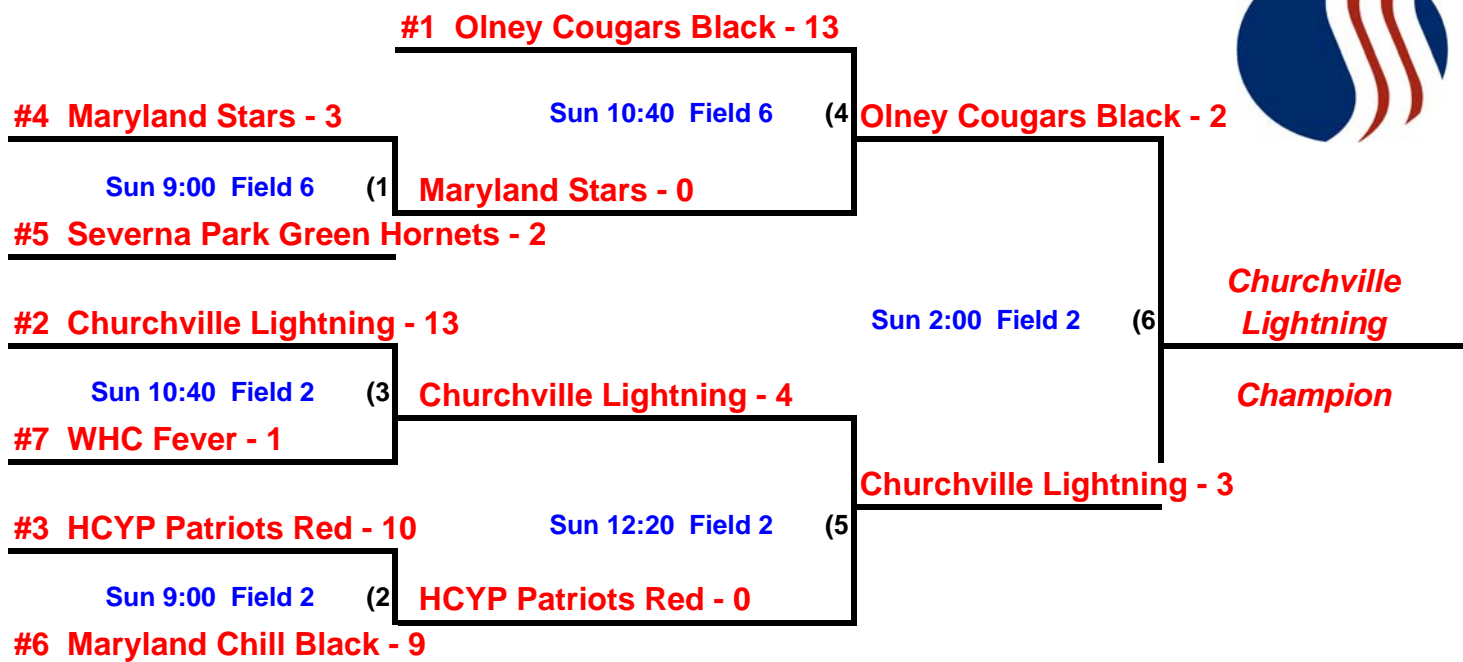 #1 Olney Cougars Black - 13
#4 Maryland Stars - 3
Sun 10:40 Field 6 (4
Olney Cougars Black - 2
Sun 9:00 Field 6 (1
Maryland Stars - 0
#5 Severna Park Green Hornets - 2
Churchville
Lightning
#2 Churchville Lightning - 13
Sun 2:00 Field 2 (6
Sun 10:40 Field 2 (3
Churchville Lightning - 4
Champion
#7 WHC Fever - 1
Churchville Lightning - 3
#3 HCYP Patriots Red - 10
Sun 12:20 Field 2 (5
Sun 9:00 Field 2 (2
HCYP Patriots Red - 0
#6 Maryland Chill Black - 9